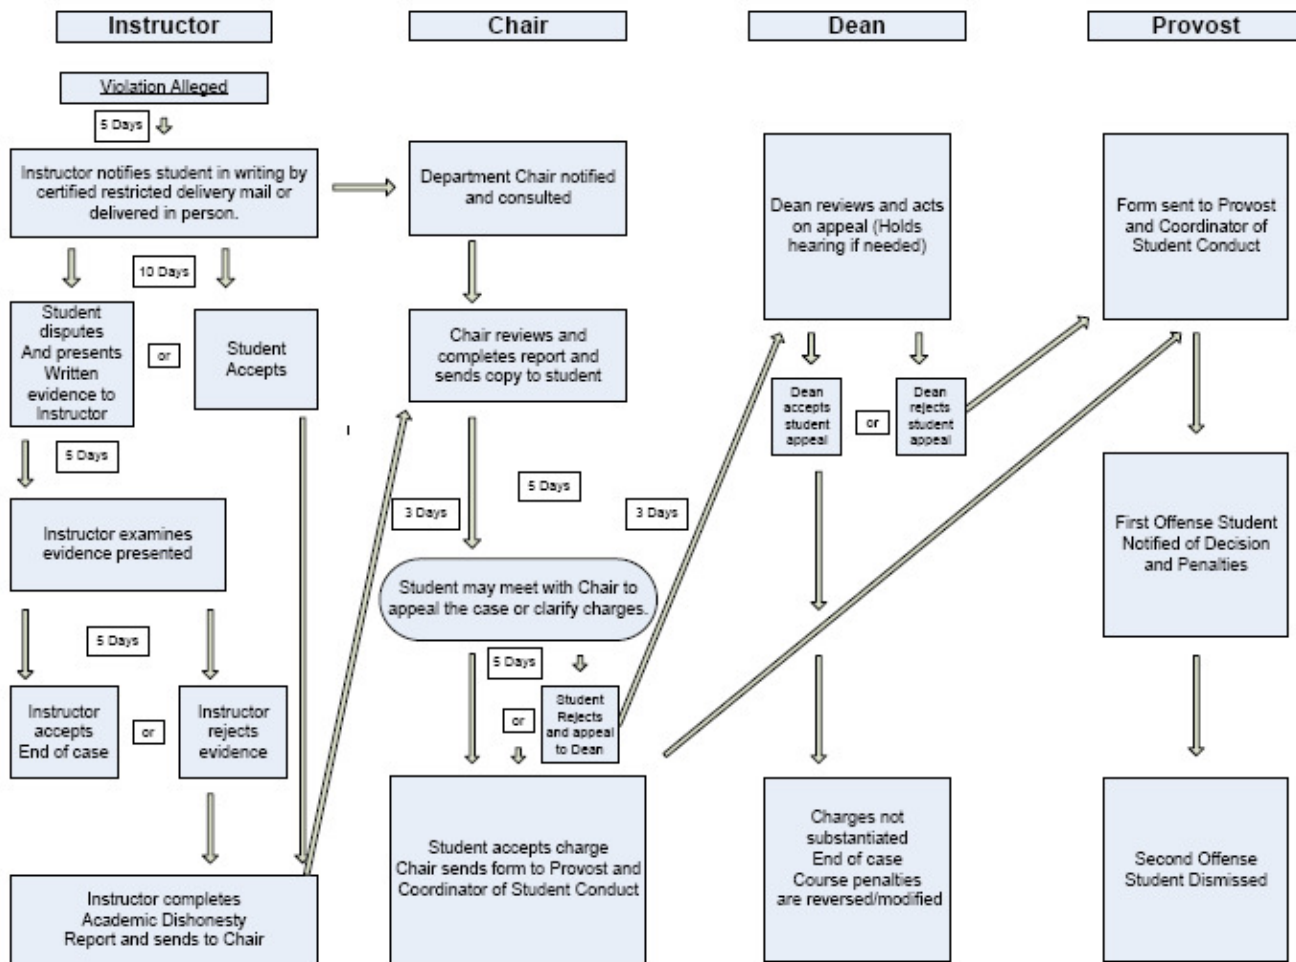 Instructor
Chair
Dean
Provost
Violation Alleged
5 Days
Instructor notifies student in writing by
certified restricted delivery mail or
delivered in person.
10 Days
Student
disputes
And presents
Written
evidence to
Instructor
or
Student
Accepts
5 Days
Instructor examines
evidence presented
5 Days
Instructor
accepts
End of case
or
Instructor
rejects
evidence
Instructor completes
Academic Dishonesty
Report and sends to Chair
Department Chair notified
and consulted
Chair reviews and
completes report and
sends copy to student
3 Days
5 Days
3 Days
Student may meet with Chair to
appeal the case or clarify charges.
5 Days
or
Student
Rejects
and appeal
to Dean
Student accepts charge
Chair sends form to Provost and
Coordinator of Student Conduct
Dean reviews and acts
on appeal (Holds
hearing if needed)
Dean
accepts
student
appeal
or
Dean
rejects
student
appeal
Charges not
substantiated
End of case
Course penalties
are reversed/modified
Form sent to Provost
and Coordinator of
Student Conduct
First Offense Student
Notified of Decision
and Penalties
Second Offense
Student Dismissed